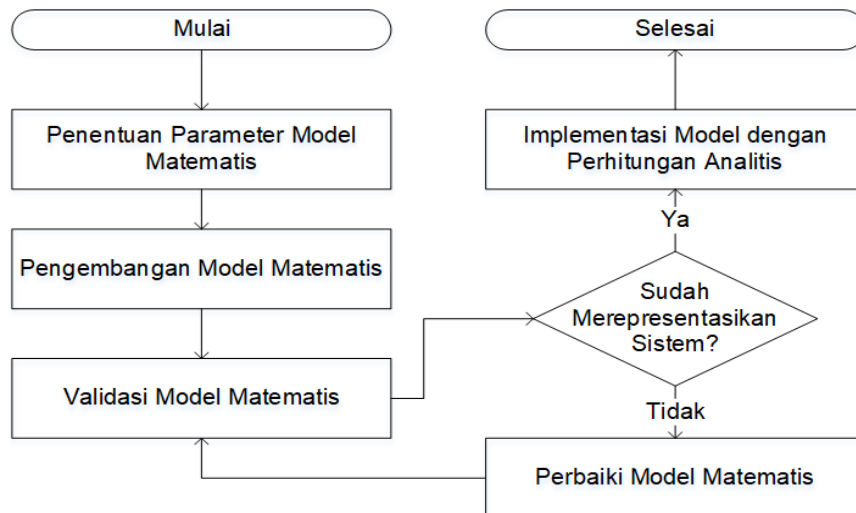 Mulai
Penentuan Parameter Model
Matematis
Pengembangan Model Matematis
Validasi Model Matematis
Sudah
Merepresentasikan
Sistem?
Ya
Implementasi Model dengan
Perhitungan Analitis
Selesai
Tidak
Perbaiki Model Matematis